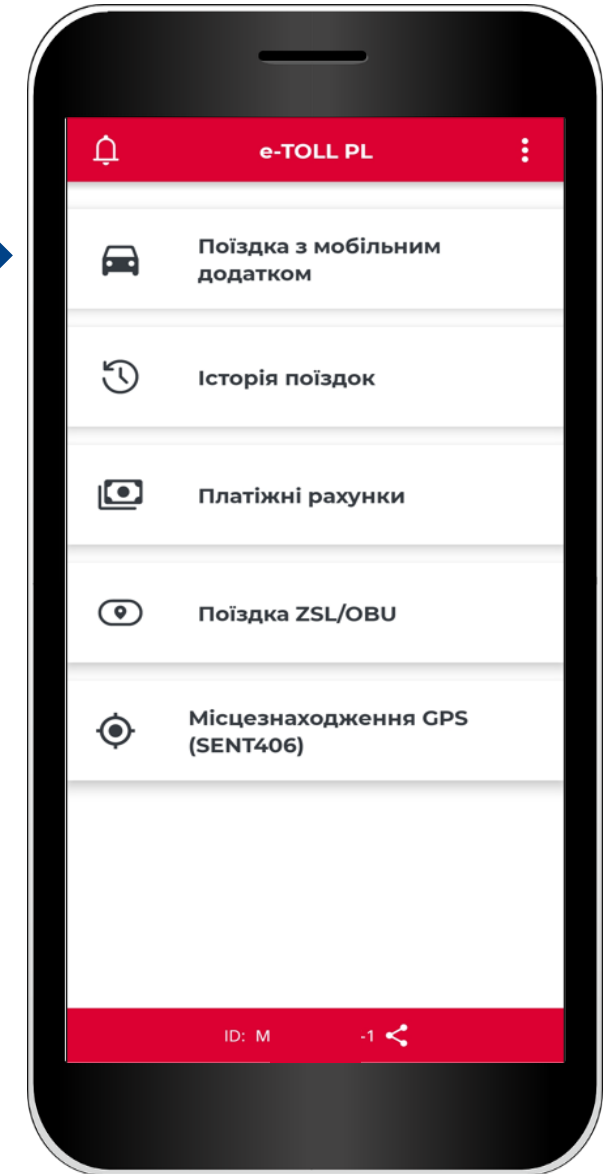 e-TOLL PL
Поїздка з мобільним
додатком
Історія поїздок
Платіжні рахунки
Поїздка ZSL/OBU
Місцезнаходження GPS
(SENT406)
ID: M -1